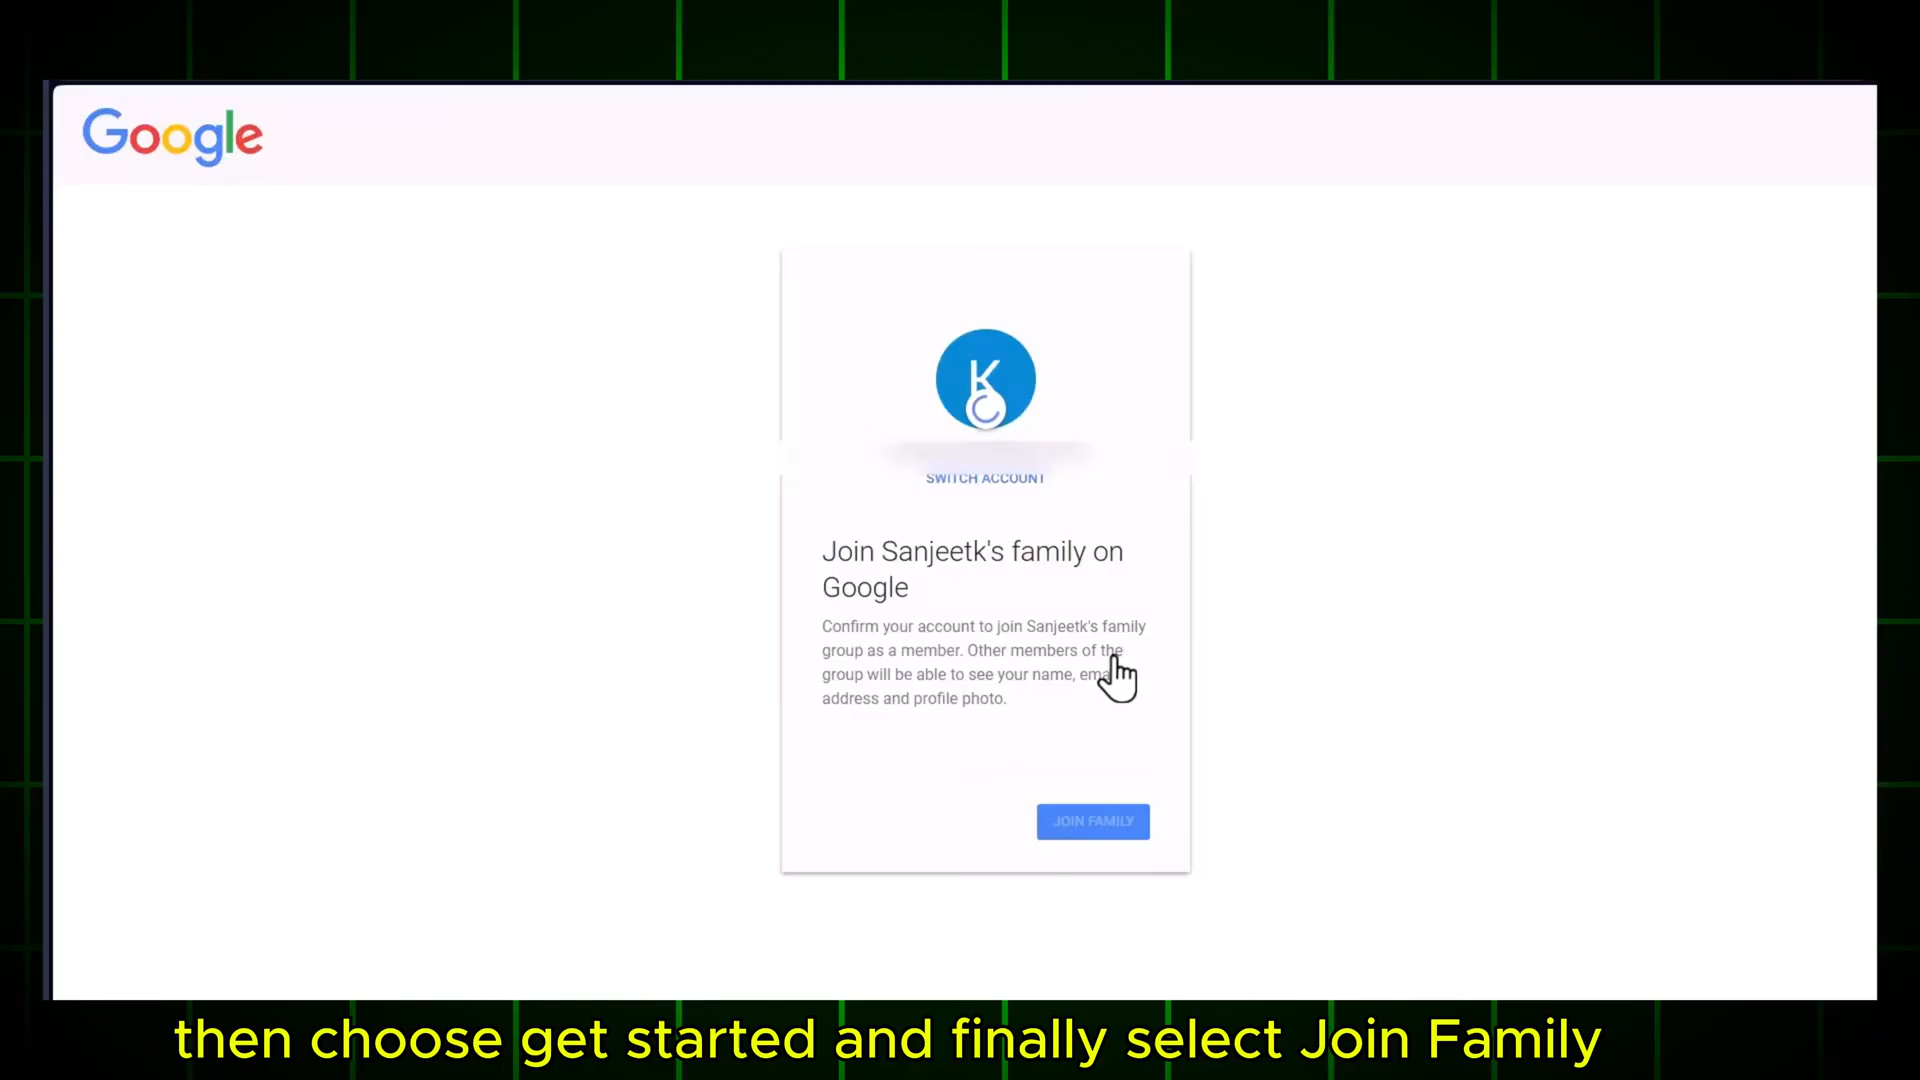 Google
K
SWITCH ACCOUNT
Join Sanjeetk's family on
Google
Confirm your account to join Sanjeetk's family
group as a member. Other members of the
group will be able to see your name, email
address and profile photo.
JOIN FAMILY
then choose get started and finally select Join Family